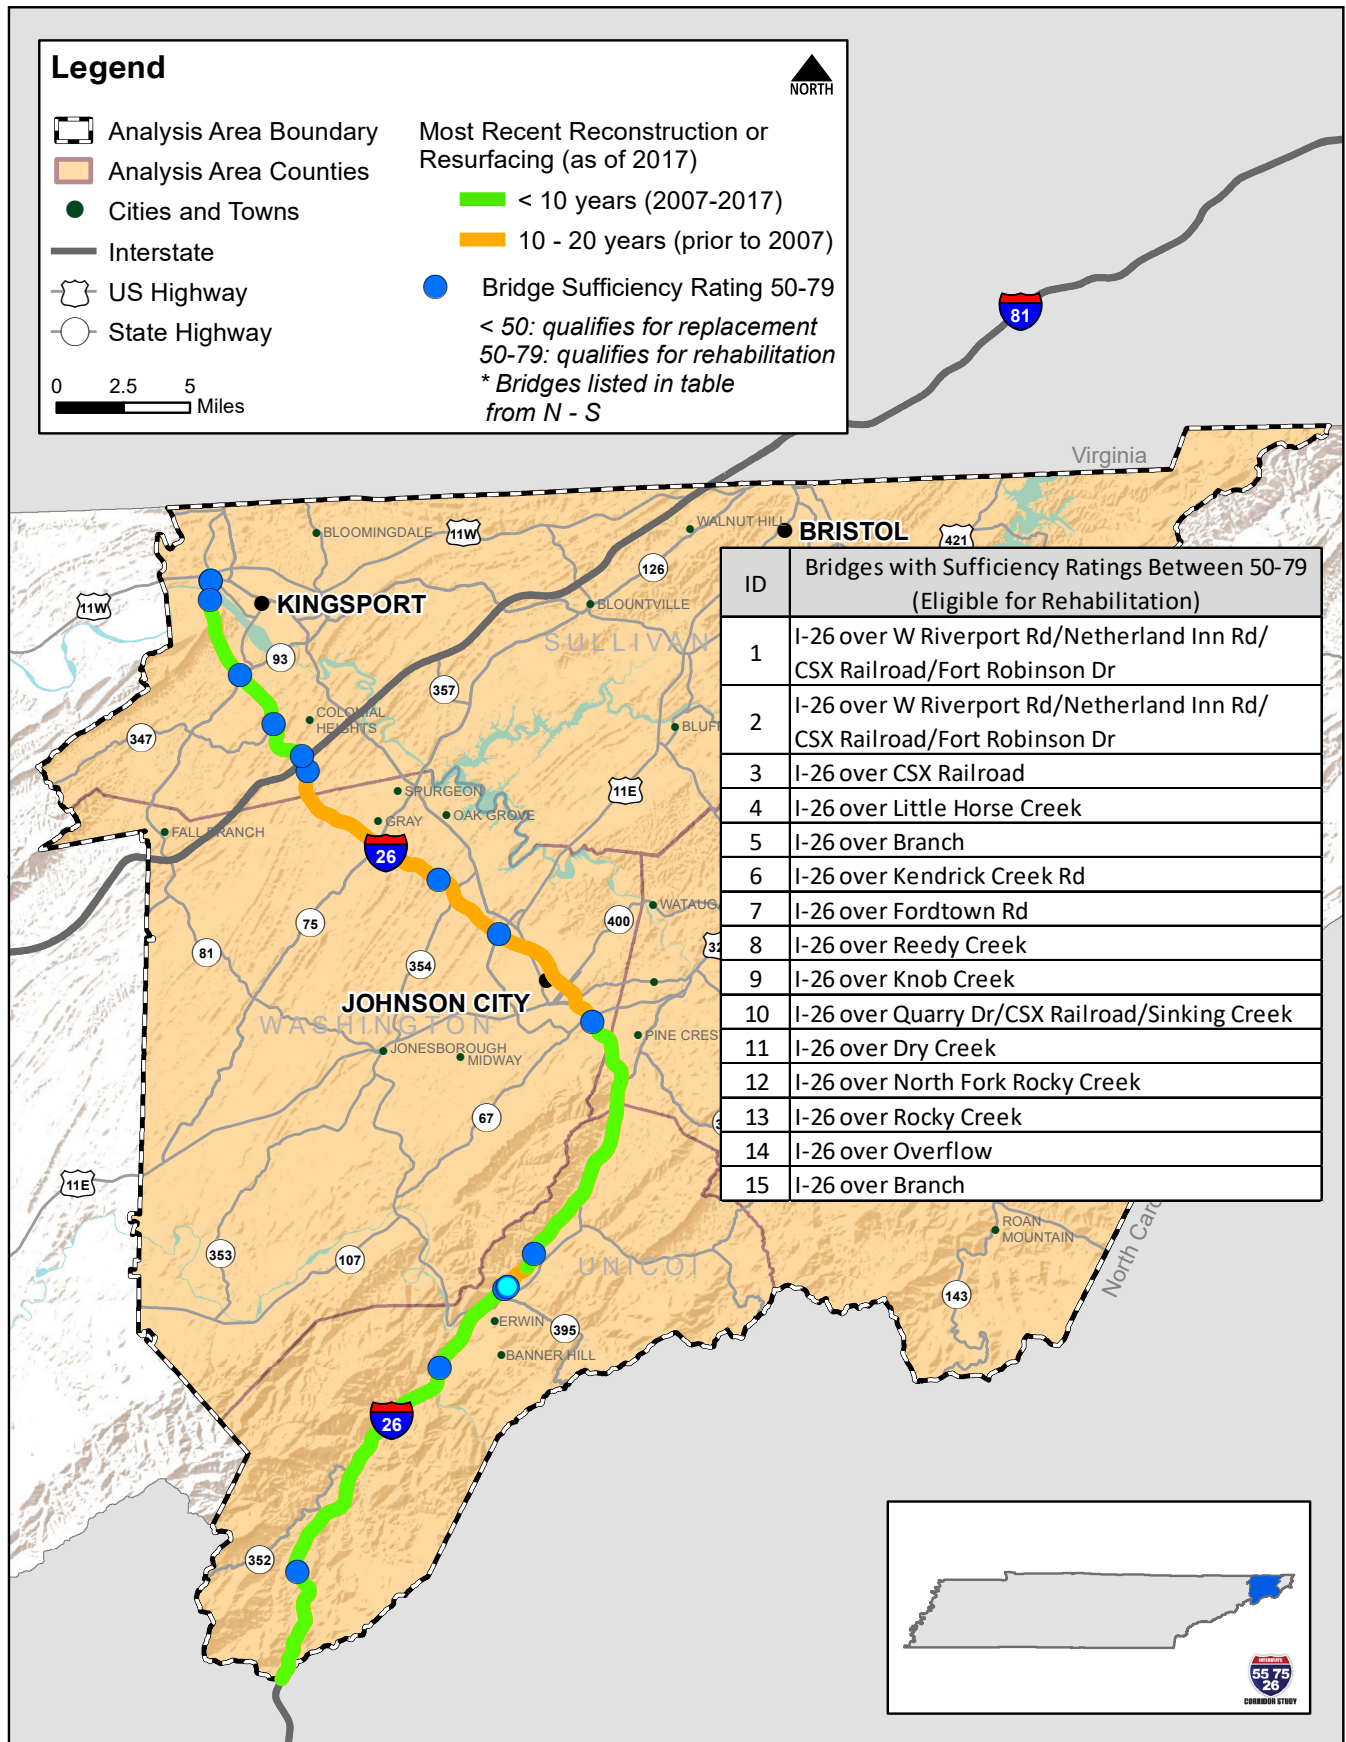 Legend
NORTH
Analysis Area Boundary
Analysis Area Counties
Cities and Towns
Interstate
US Highway
State Highway
0 2.5 5
Miles
Most Recent Reconstruction or
Resurfacing (as of 2017)
< 10 years (2007-2017)
10 - 20 years (prior to 2007)
Bridge Sufficiency Rating 50-79
< 50: qualifies for replacement
50-79: qualifies for rehabilitation
* Bridges listed in table
from N - S
81
Virginia
BLOOMINGDALE
11W
WALNUT HILL
BRISTOL
421
126
11W
KINGSPORT
BLOUNTVILLE
SULLIVAN
93
357
COLONIAL
HEIGHTS
347
BLUFF
11E
SPURGEON
OAK GROVE
GRAY
FALL BRANCH
26
75
400
WATAUGA
81
354
32
JOHNSON CITY
WASHINGTON
PINE CRES
JONESBOROUGH
MIDWAY
67
3
11E
353
107
UNICOI
ROAN
MOUNTAIN
143
North Caro
ERWIN
395
BANNER HILL
26
352
ID
Bridges with Sufficiency Ratings Between 50-79
(Eligible for Rehabilitation)
1 I-26 over W Riverport Rd/Netherland Inn Rd/
CSX Railroad/Fort Robinson Dr
2 I-26 over W Riverport Rd/Netherland Inn Rd/
CSX Railroad/Fort Robinson Dr
3 I-26 over CSX Railroad
4 I-26 over Little Horse Creek
5 I-26 over Branch
6 I-26 over Kendrick Creek Rd
7 I-26 over Fordtown Rd
8 I-26 over Reedy Creek
9 I-26 over Knob Creek
10 I-26 over Quarry Dr/CSX Railroad/Sinking Creek
11 I-26 over Dry Creek
12 I-26 over North Fork Rocky Creek
13 I-26 over Rocky Creek
14 I-26 over Overflow
15 I-26 over Branch
INTERSTATE
55 75
26
CORRIDOR STUDY